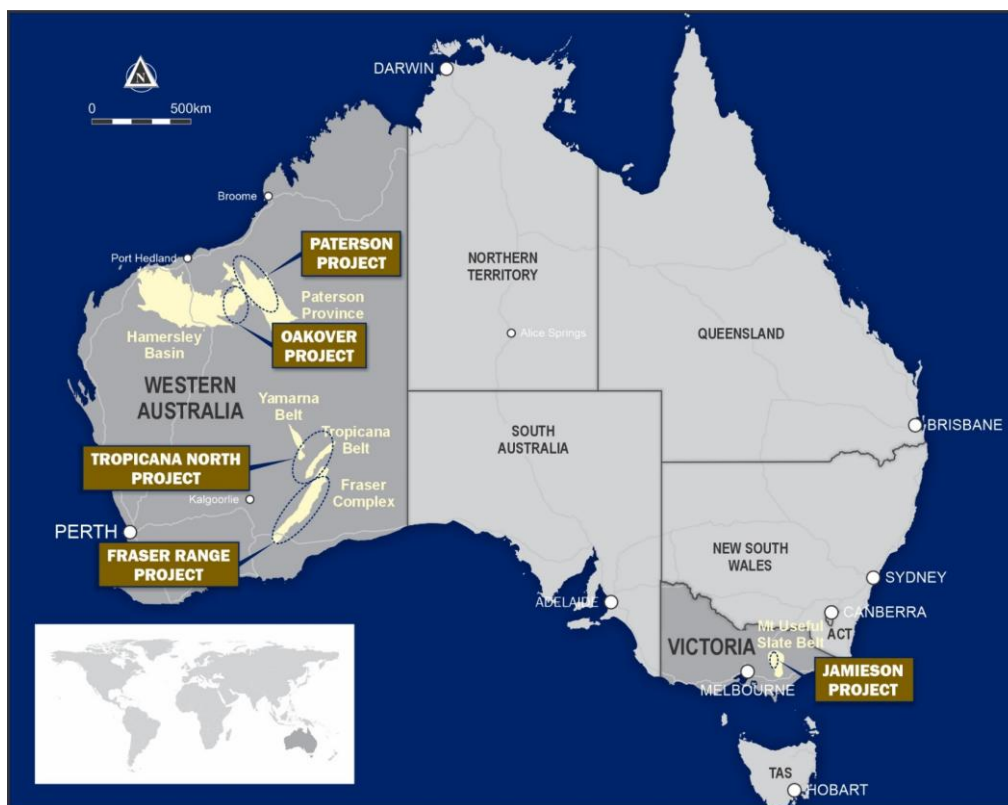 DARWIN
N
0 500km
Broome
PATERSON
PROJECT
Port Hedland
NORTHERN
TERRITORY
Paterson
Province
Hamersley
Basin
OAKOVER
PROJECT
Alice Springs
QUEENSLAND
WESTERN
AUSTRALIA
Yamarna
Belt
Tropicana
Belt
SOUTH
AUSTRALIA
BRISBANE
TROPICANA NORTH
PROJECT
Kalgoorlie
Fraser
Complex
PERTH
FRASER RANGE
PROJECT
NEW SOUTH
WALES
SYDNEY
ADELAIDE
CANBERRA
ACT
Mt Useful
Slate Belt
VICTORIA
MELBOURNE
JAMIESON
PROJECT
TAS
HOBART